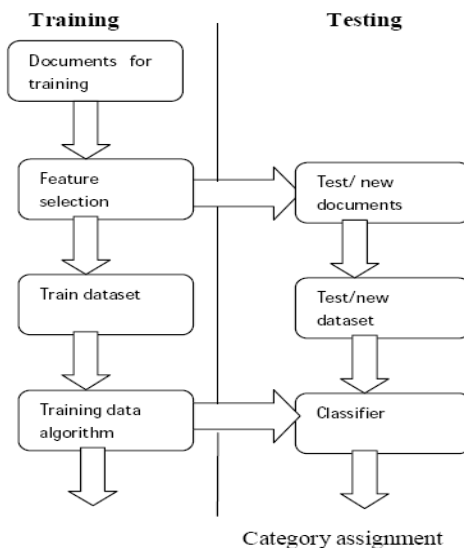 Training
Testing
Documents for
training
Feature
selection
Test/ new
documents
Train dataset
Test/new
dataset
Training data
algorithm
Classifier
Category assignment